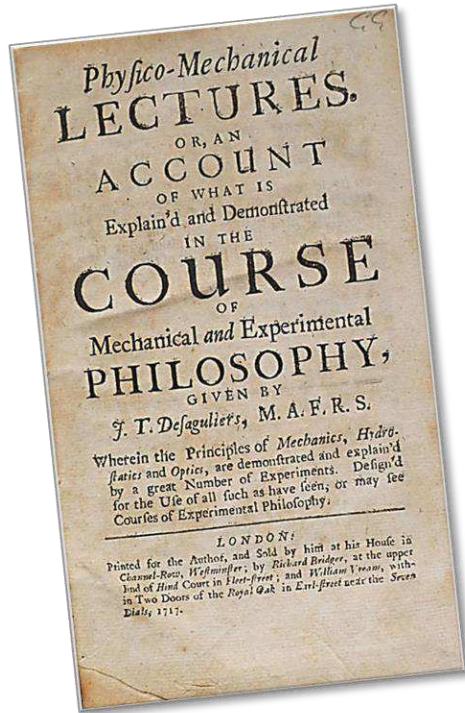 Phyſico-Mechanical
LECTURES.
OR, AN
ACCOUNT
OF WHAT IS
Explain'd and Demonſtrated
IN THE
COURSE
OF
Mechanical and Experimental
PHILOSOPHY,
GIVEN BY
J. T. Deſaguliers, M. A. F. R. S.
Wherein the Principles of Mechanics, Hydro-
ſtatics and Optics, are demonſtrated and explain'd
by a great Number of Experiments. Deſign'd
for the Uſe of all ſuch as have ſeen, or may ſee
Courſes of Experimental Philoſophy.
LONDON:
Printed for the Author, and Sold by him at his Houſe in
Channel-Row, Weſtminſter; by Richard Bridger, at the upper
End of Hind Court in Fleet-ſtreet; and William Vream, with-
in Two Doors of the Royal Oak in Earl-ſtreet near the Seven
Dials, 1717.